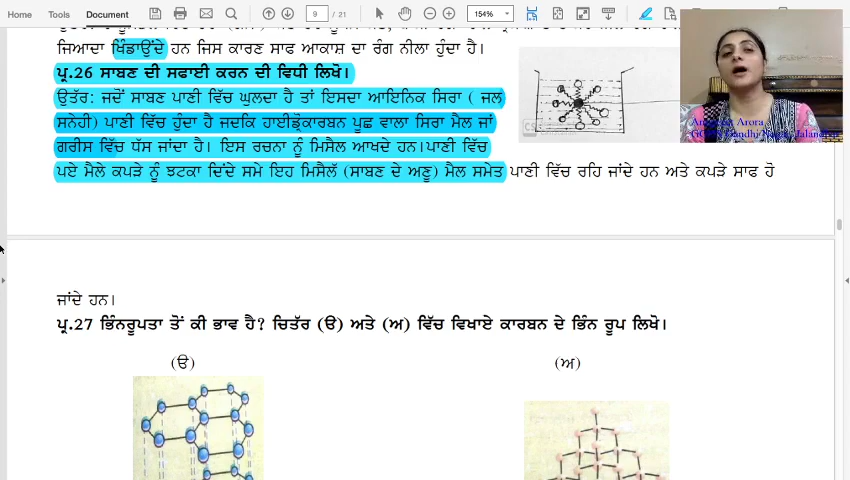 Home Tools Document 9 / 21 154%
ਜਿਆਦਾ ਖਿੰਡਾਉਂਦੇ ਹਨ ਜਿਸ ਕਾਰਣ ਸਾਫ ਆਕਾਸ਼ ਦਾ ਰੰਗ ਨੀਲਾ ਹੁੰਦਾ ਹੈ।
ਪ੍ਰ.26 ਸਾਬਣ ਦੀ ਸਫਾਈ ਕਰਨ ਦੀ ਵਿਧੀ ਲਿਖੋ।
ਉਤੱਰ: ਜਦੋਂ ਸਾਬਣ ਪਾਣੀ ਵਿੱਚ ਘੁਲਦਾ ਹੈ ਤਾਂ ਇਸਦਾ ਆਇਨਿਕ ਸਿਰਾ ( ਜਲ
ਸਨੇਹੀ) ਪਾਣੀ ਵਿੱਚ ਹੁੰਦਾ ਹੈ ਜਦਕਿ ਹਾਈਡ੍ਰੋਕਾਰਬਨ ਪੂਛ ਵਾਲਾ ਸਿਰਾ ਮੈਲ ਜਾਂ
ਗਰੀਸ ਵਿੱਚ ਧੱਸ ਜਾਂਦਾ ਹੈ। ਇਸ ਰਚਨਾ ਨੂੰ ਮਿਸੈਲ ਆਖਦੇ ਹਨ।ਪਾਣੀ ਵਿੱਚ
ਪਏ ਮੈਲੇ ਕਪੜੇ ਨੂੰ ਝਟਕਾ ਦਿੰਦੇ ਸਮੇ ਇਹ ਮਿਸੈਲੱ (ਸਾਬਣ ਦੇ ਅਣੂ) ਮੈਲ ਸਮੇਤ ਪਾਣੀ ਵਿੱਚ ਰਹਿ ਜਾਂਦੇ ਹਨ ਅਤੇ ਕਪੜੇ ਸਾਫ ਹੋ
ਜਾਂਦੇ ਹਨ।
ਪ੍ਰ.27 ਭਿੰਨਰੂਪਤਾ ਤੋਂ ਕੀ ਭਾਵ ਹੈ? ਚਿਤੱਰ (ੳ) ਅਤੇ (ਅ) ਵਿੱਚ ਵਿਖਾਏ ਕਾਰਬਨ ਦੇ ਭਿੰਨ ਰੂਪ ਲਿਖੋ।
(ੳ) (ਅ)
Arora
Jalandhar